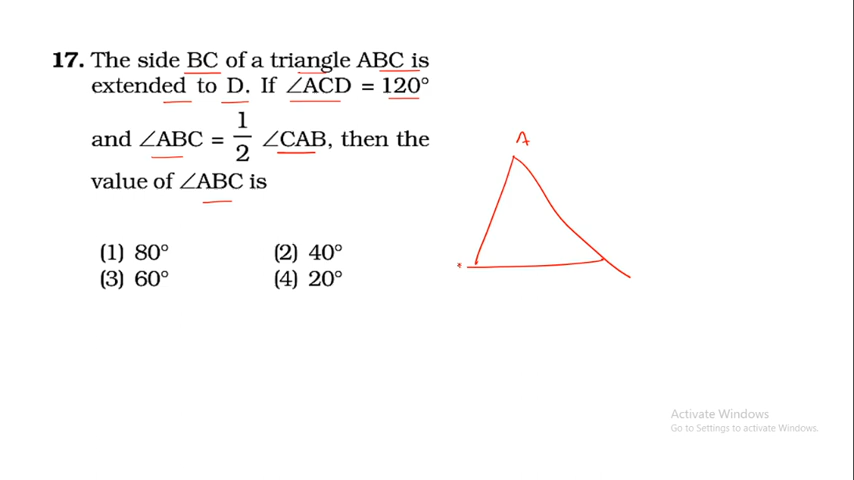 17. The side BC of a triangle ABC is
extended to D. If ∠ACD = 120°
and ∠ABC = 1/2 ∠CAB, then the
value of ∠ABC is
(1) 80° (2) 40°
(3) 60° (4) 20°
A
Activate Windows
Go to Settings to activate Windows.